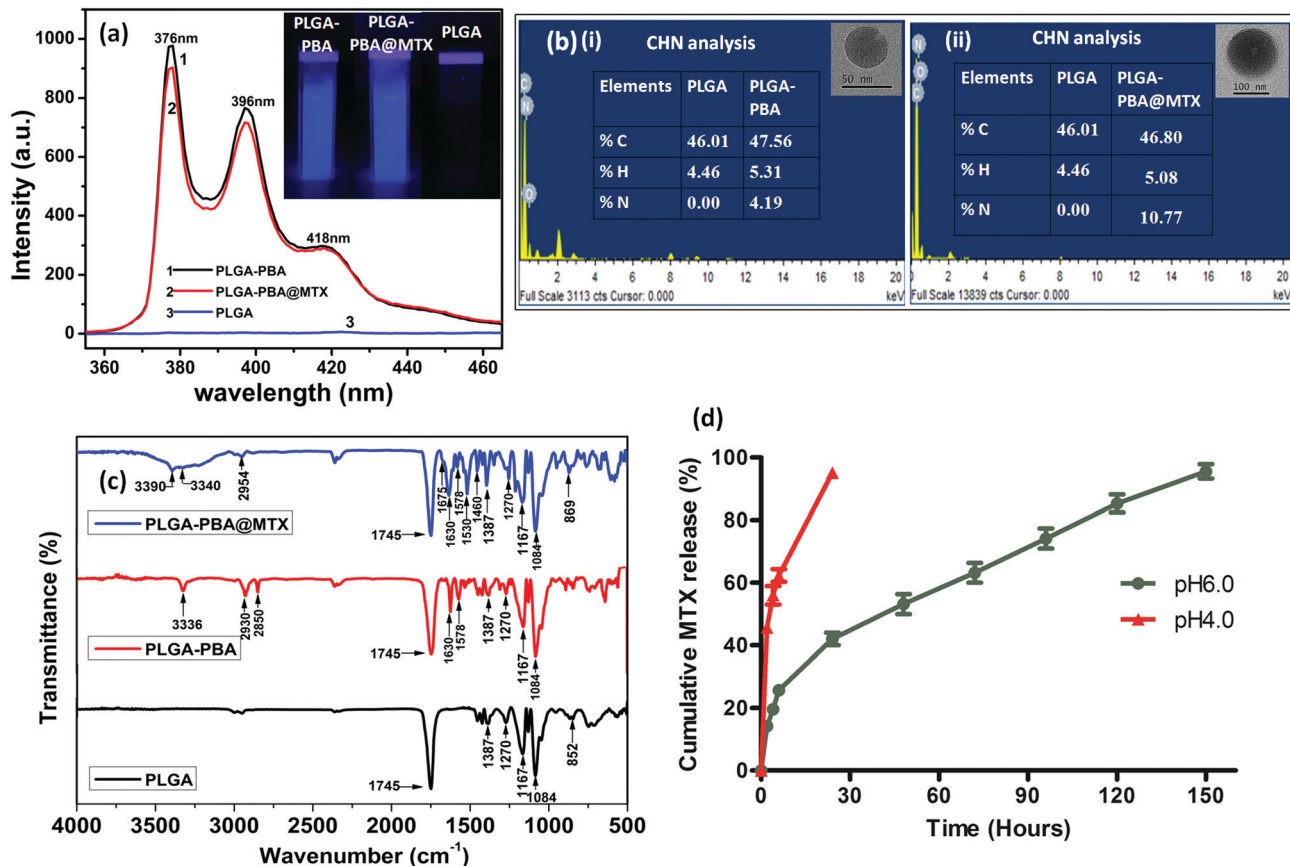 (a)
PLGA-
PBA
PLGA-
PBA@MTX
PLGA
376nm
1
2
396nm
418nm
3
1 PLGA-PBA
2 PLGA-PBA@MTX
3 PLGA
1000
800
600
400
200
0
Intensity (a.u.)
360 380 400 420 440 460
wavelength (nm)
(b) (i)
CHN analysis
50 nm
Elements PLGA PLGA-
PBA
% C 46.01 47.56
% H 4.46 5.31
% N 0.00 4.19
C
N
O
2 4 6 8 10 12 14 16 18 20
Full Scale 3113 cts Cursor: 0.000
keV
(ii)
CHN analysis
100 nm
Elements PLGA PLGA-
PBA@MTX
% C 46.01 46.80
% H 4.46 5.08
% N 0.00 10.77
N
O
C
2 4 6 8 10 12 14 16 18 20
Full Scale 13839 cts Cursor: 0.000
keV
(c)
Transmittance (%)
3390
3340
2954
1745
1675
1630
1578
1530
1460
1387
1270
1167
1084
869
PLGA-PBA@MTX
3336
2930
2850
1745
1630
1578
1387
1270
1167
1084
PLGA-PBA
1745
1387
1270
1167
1084
852
PLGA
4000 3500 3000 2500 2000 1500 1000 500
Wavenumber (cm-1)
(d)
Cumulative MTX release (%)
100
80
60
40
20
0
pH6.0
pH4.0
0 30 60 90 120 150
Time (Hours)